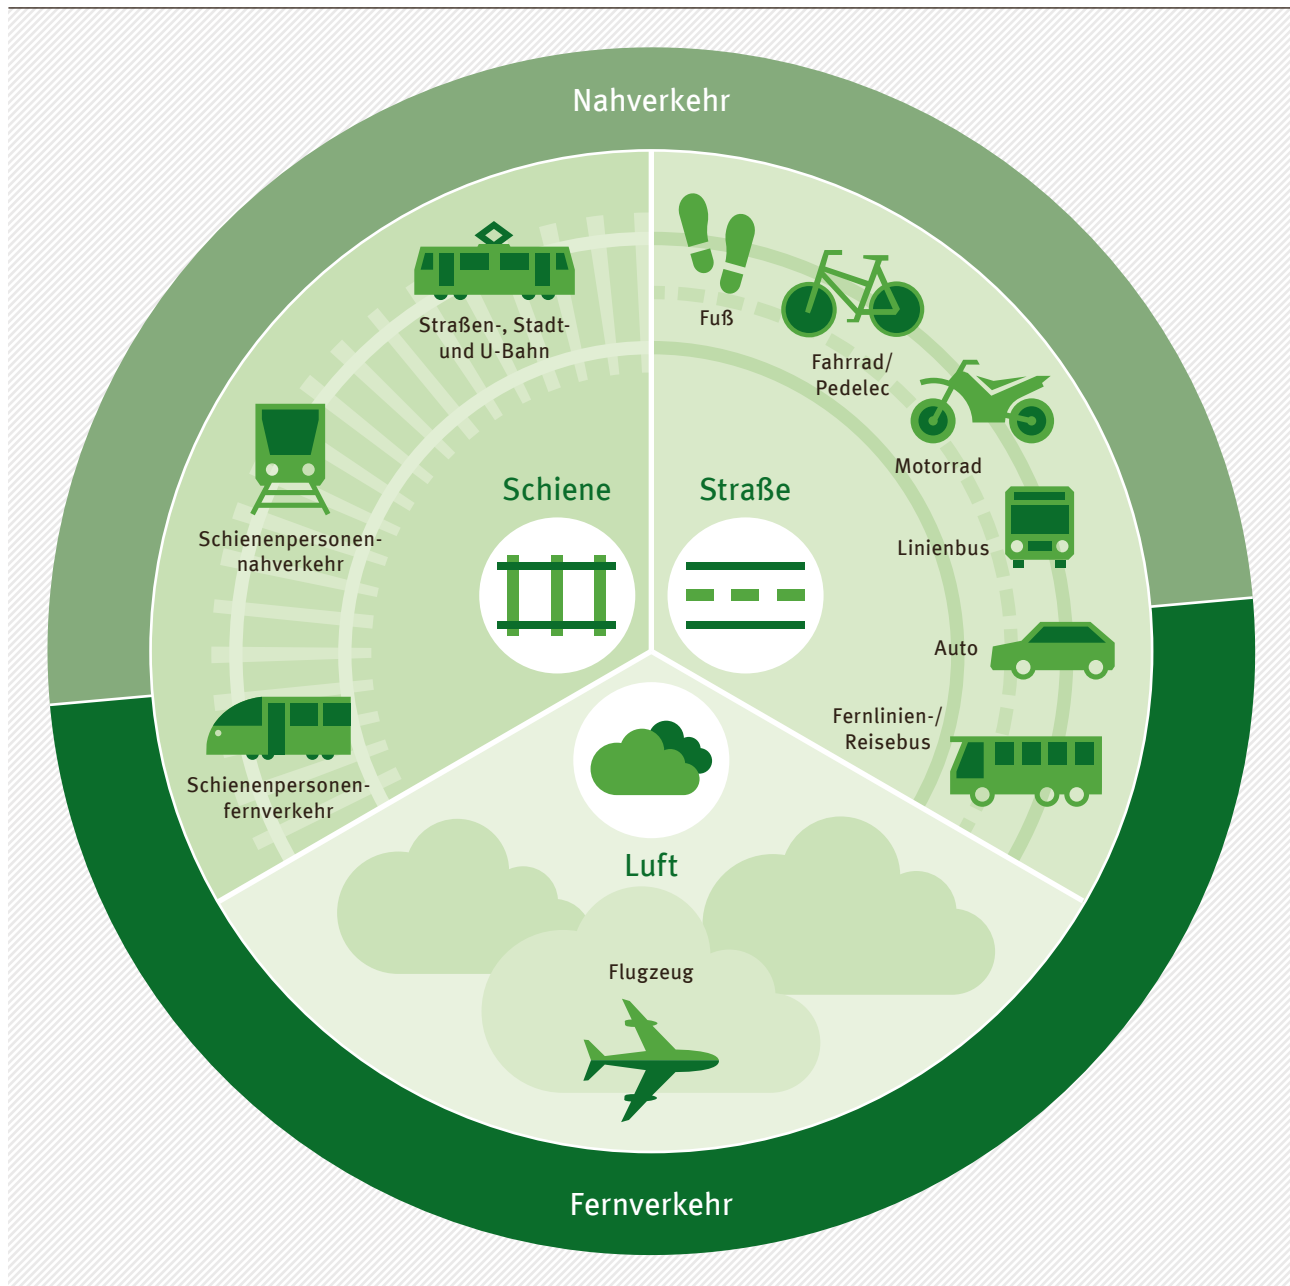 Nahverkehr
Straßen-, Stadt-
und U-Bahn
Schienenpersonen-
nahverkehr
Schienenpersonen-
fernverkehr
Schiene
Straße
Fuß
Fahrrad/
Pedelec
Motorrad
Linienbus
Auto
Fernlinien-/
Reisebus
Luft
Flugzeug
Fernverkehr